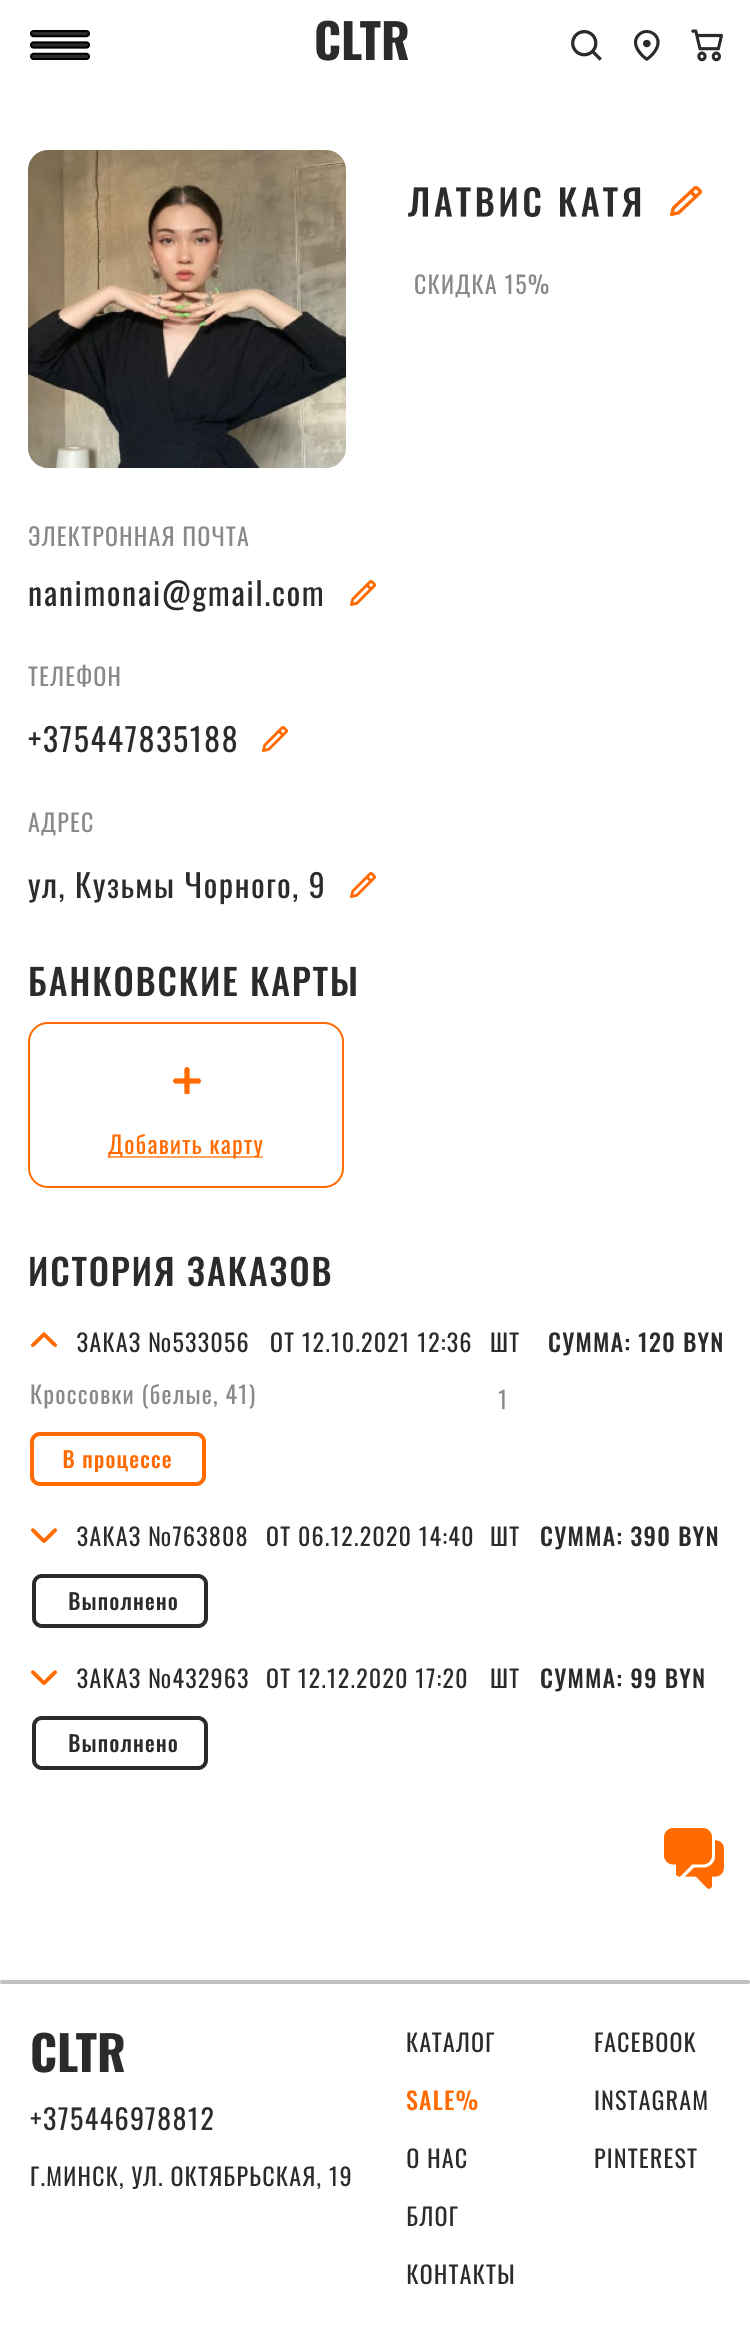 CLTR
ЛАТВИС КАТЯ
СКИДКА 15%
ЭЛЕКТРОННАЯ ПОЧТА
nanimonai@gmail.com
ТЕЛЕФОН
+375447835188
АДРЕС
ул, Кузьмы Чорного, 9
БАНКОВСКИЕ КАРТЫ
Добавить карту
ИСТОРИЯ ЗАКАЗОВ
ЗАКАЗ №533056 ОТ 12.10.2021 12:36 ШТ СУММА: 120 BYN
Кроссовки (белые, 41) 1
В процессе
ЗАКАЗ №763808 ОТ 06.12.2020 14:40 ШТ СУММА: 390 BYN
Выполнено
ЗАКАЗ №432963 ОТ 12.12.2020 17:20 ШТ СУММА: 99 BYN
Выполнено
CLTR
+375446978812
Г.МИНСК, УЛ. ОКТЯБРЬСКАЯ, 19
КАТАЛОГ
SALE%
О НАС
БЛОГ
КОНТАКТЫ
FACEBOOK
INSTAGRAM
PINTEREST